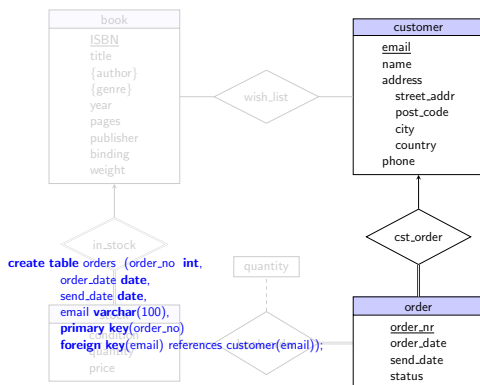 book
ISBN
title
{author}
{genre}
year
pages
publisher
binding
weight
wish_list
customer
email
name
address
street_addr
post_code
city
country
phone
in_stock
cst_order
create table orders (order_no int,
order_date date,
send_date date,
email varchar(100),
primary key(order_no)
foreign key(email) references customer(email));
quantity
quantity
price
order
order_nr
order_date
send_date
status